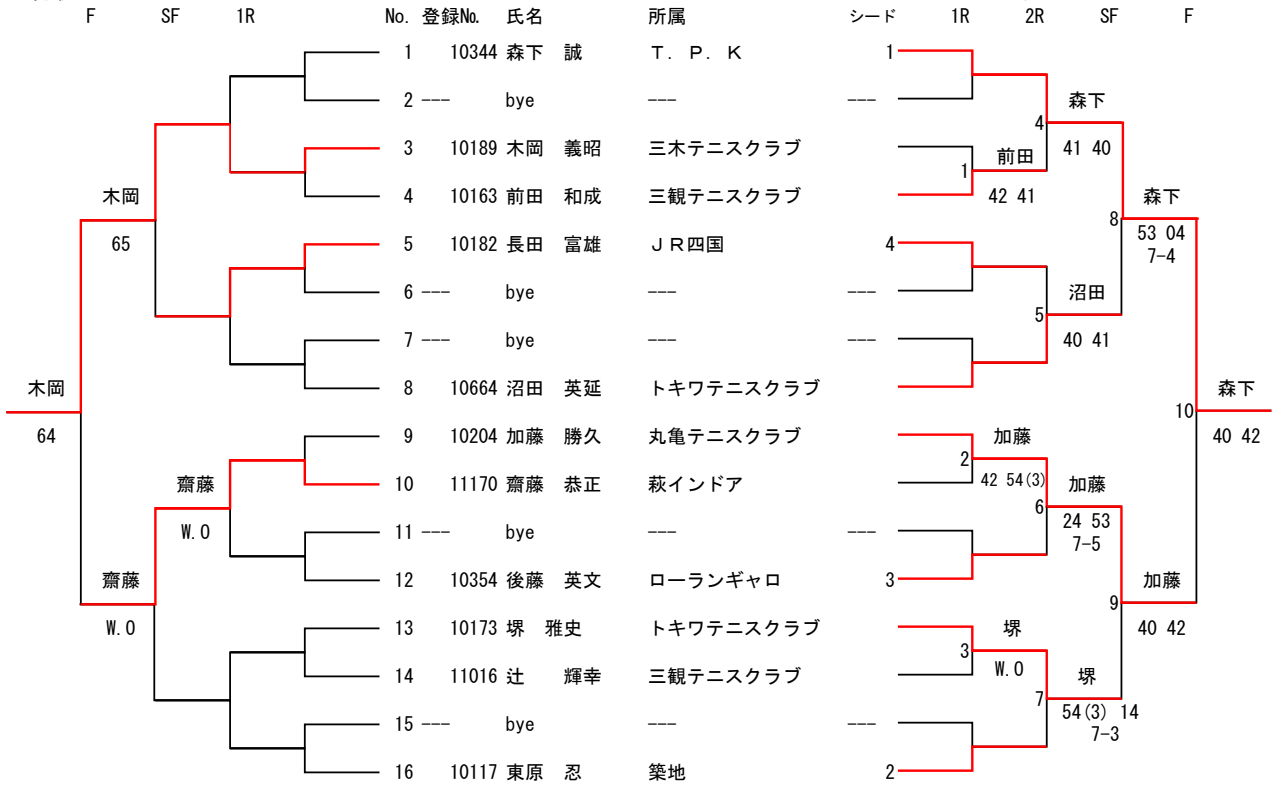 F SF 1R No. 登録No. 氏名 所属 シード 1R 2R SF F
1 10344 森下 誠 T. P. K 1
森下
2 --- bye --- ---
4
3 10189 木岡 義昭 三木テニスクラブ
前田 41 40
1
木岡 4 10163 前田 和成 三観テニスクラブ 42 41 森下
65 5 10182 長田 富雄 JR四国 4
8 53 04
7-4
6 --- bye --- ---
沼田
5
7 --- bye --- ---
40 41
木岡 8 10664 沼田 英延 トキワテニスクラブ 森下
10
64 9 10204 加藤 勝久 丸亀テニスクラブ 加藤 40 42
2
齋藤 10 11170 齋藤 恭正 萩インドア 42 54(3) 加藤
6
W.O 11 --- bye --- --- 24 53
7-5
齋藤 12 10354 後藤 英文 ローランギャロ 3 加藤
9
W.O 13 10173 堺 雅史 トキワテニスクラブ 堺 40 42
3
14 11016 辻 輝幸 三観テニスクラブ W.O 堺
7
15 --- bye --- --- 54(3) 14
7-3
16 10117 東原 忍 築地 2